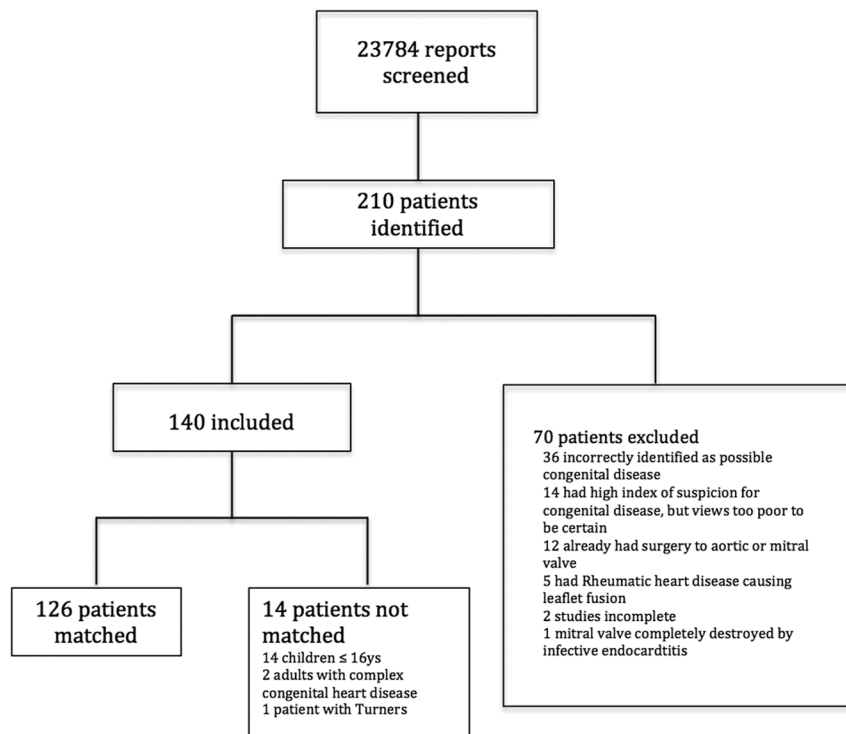 23784 reports
screened
210 patients
identified
140 included
70 patients excluded
36 incorrectly identified as possible
congenital disease
14 had high index of suspicion for
congenital disease, but views too poor to
be certain
12 already had surgery to aortic or mitral
valve
5 had Rheumatic heart disease causing
leaflet fusion
2 studies incomplete
1 mitral valve completely destroyed by
infective endocardtitis
126 patients
matched
14 patients not
matched
14 children ≤ 16ys
2 adults with complex
congenital heart disease
1 patient with Turners